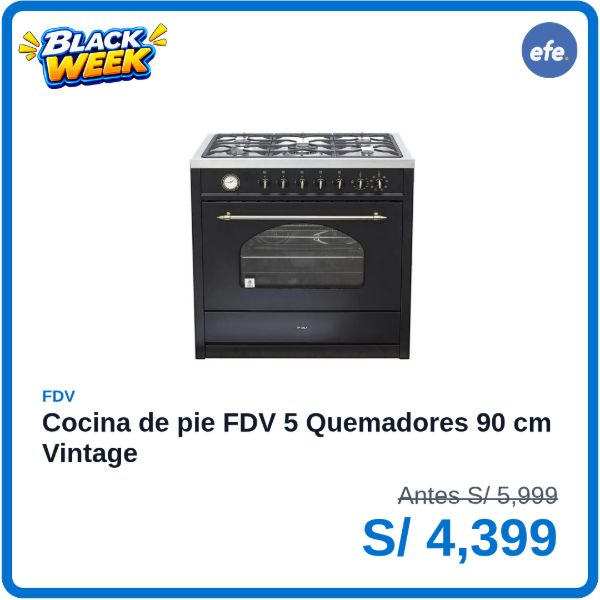 BLACK
WEEK
efe.
FDV
Cocina de pie FDV 5 Quemadores 90 cm
Vintage
Antes S/ 5,999
S/ 4,399